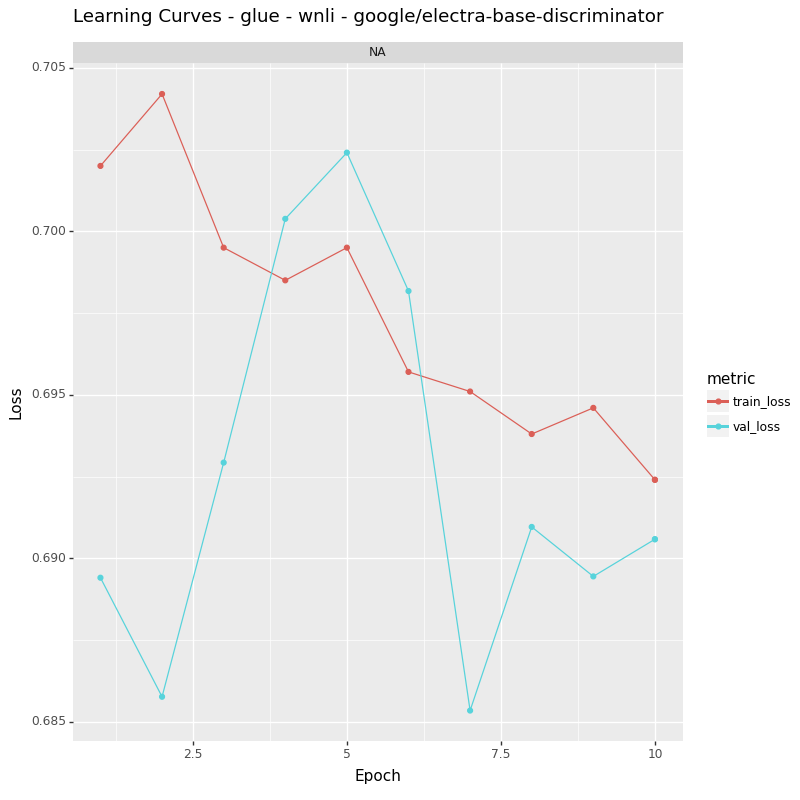 Learning Curves - glue - wnli - google/electra-base-discriminator
NA
0.705
0.700
0.695
0.690
0.685
Loss
2.5
5
7.5
10
Epoch
metric
train_loss
val_loss